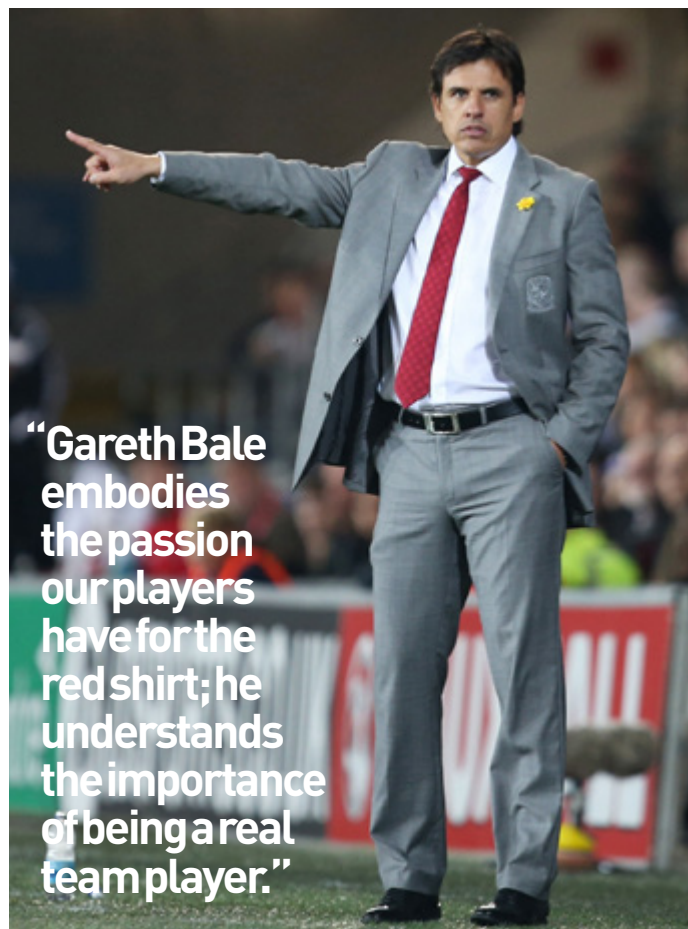 “Gareth Bale
embodies
the passion
our players
have for the
red shirt; he
understands
the importance
of being a real
team player.”